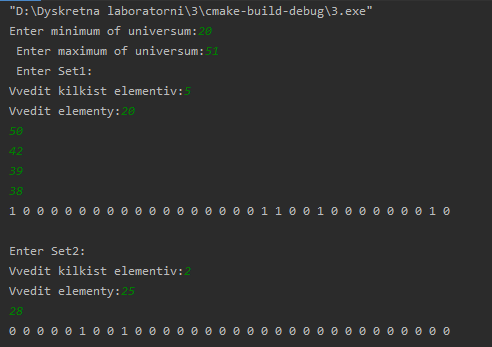 "D:\Dyskretna laboratorni\3\cmake-build-debug\3.exe"
Enter minimum of universum:20
Enter maximum of universum:51
Enter Set1:
Vvedit kilkist elementiv:5
Vvedit elementy:20
50
42
39
38
1 0 0 0 0 0 0 0 0 0 0 0 0 0 0 0 0 0 1 1 0 0 1 0 0 0 0 0 0 0 1 0
Enter Set2:
Vvedit kilkist elementiv:2
Vvedit elementy:25
28
0 0 0 0 0 1 0 0 1 0 0 0 0 0 0 0 0 0 0 0 0 0 0 0 0 0 0 0 0 0 0 0